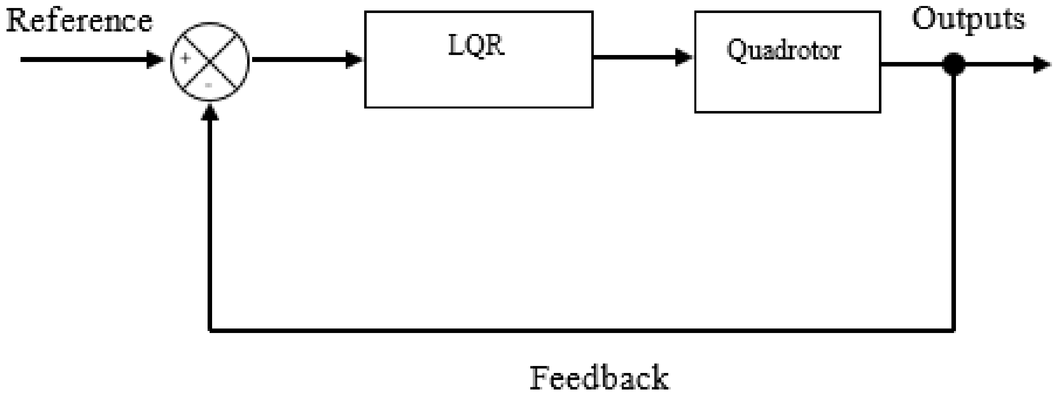 Reference
+
-
LQR
Quadrotor
Outputs
Feedback